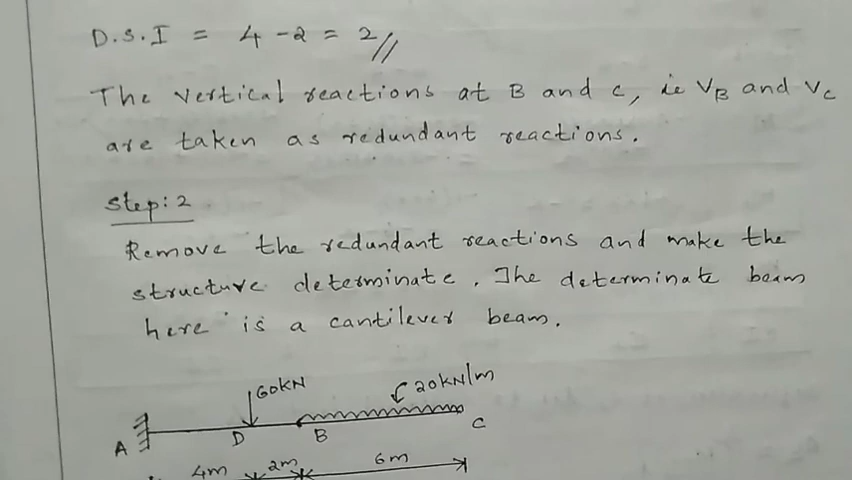 D.S.I = 4 - 2 = 2//
The vertical reactions at B and C, ie VB and VC
are taken as redundant reactions.
Step: 2
Remove the redundant reactions and make the
structure determinate. The determinate beam
here is a cantilever beam.
60KN
20KN/m
A
D
B
C
4m
2m
6m